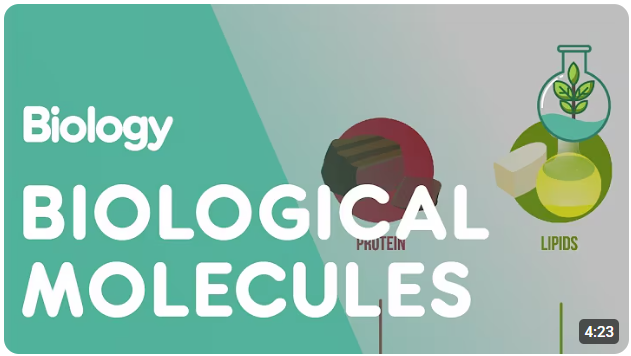 Biology
BIOLOGICAL
MOLECULES
PROTEIN
LIPIDS
4:23